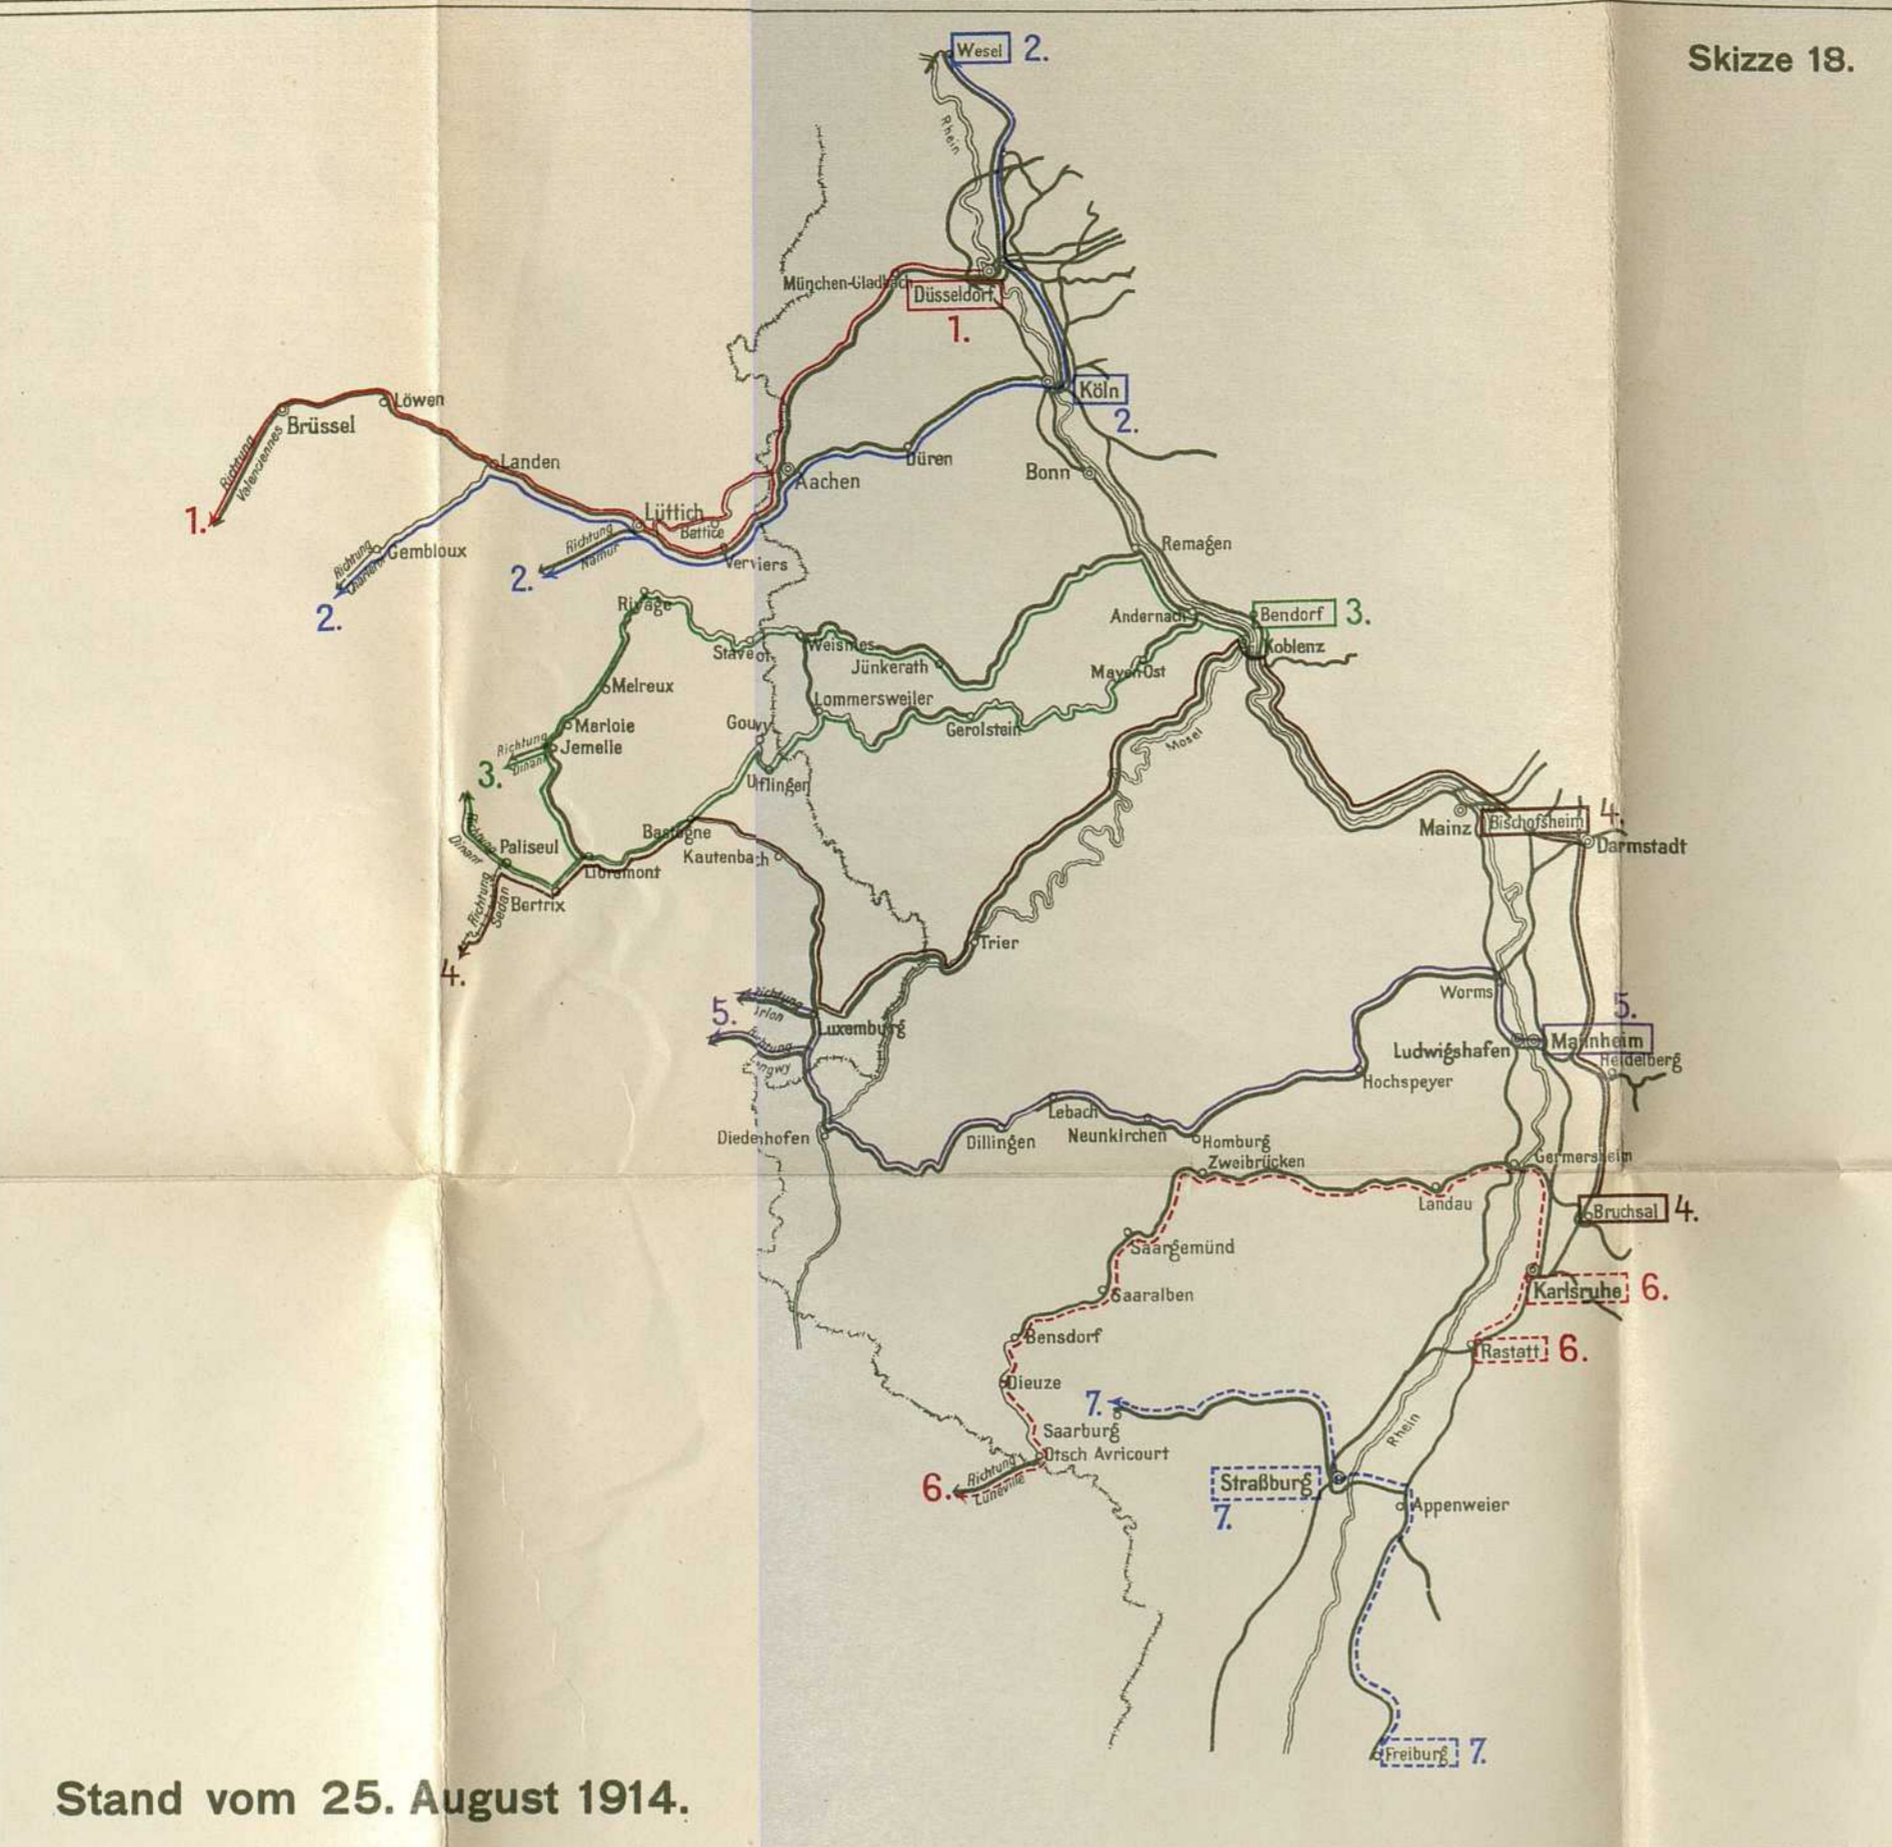 Skizze 18.
Wesel 2.
Rhein
München-Gladbach
Düsseldorf
1.
Köln
2.
Löwen
Brüssel
Richtung
Valenciennes
1.
Landen
Düren
Aachen
Bonn
Lüttich
Battice
Verviers
Richtung
Namur
2.
Gembloux
Richtung
Charleroi
2.
Remagen
Rivage
Andernach
Bendorf 3.
Koblenz
Weismes
Stavelot
Jünkerath
Mayen-Ost
Melreux
Lommersweiler
Gerolstein
Mosel
Marloie
Gouvy
Jemelle
Richtung
Dinant
3.
Ulflingen
Bastogne
Mainz
Bischofsheim 4.
Darmstadt
Richtung
Dinant
Paliseul
Kautenbach
Libramont
Bertrix
Richtung
Sedan
4.
Trier
Worms
5.
Richtung
Arlon
Luxemburg
Richtung
Longwy
5.
Mannheim
Ludwigshafen
Heidelberg
Hochspeyer
Diedenhofen
Dillingen
Lebach
Neunkirchen
Homburg
Zweibrücken
Germersheim
Landau
Bruchsal 4.
Saargemünd
Karlsruhe 6.
Saaralben
Bensdorf
Rastatt 6.
Dieuze
7.
Saarburg
Rhein
Dtsch Avricourt
Richtung
Lunéville
6.
Straßburg
7.
Appenweier
Freiburg 7.
Stand vom 25. August 1914.